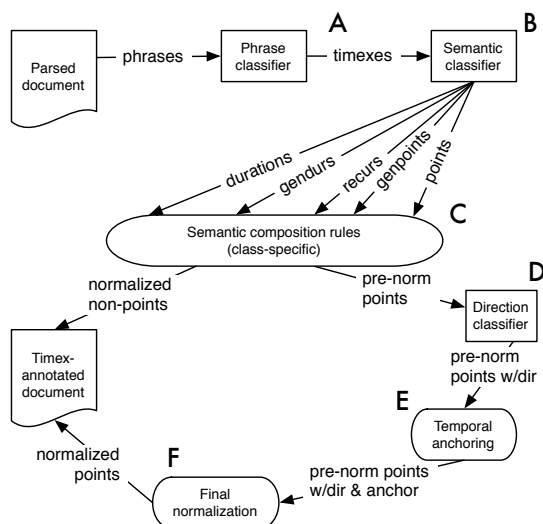 A
B
Parsed
document
phrases
Phrase
classifier
timexes
Semantic
classifier
durations
gendurs
recurs
genpoints
points
C
Semantic composition rules
(class-specific)
normalized
non-points
pre-norm
points
D
Direction
classifier
Timex-
annotated
document
pre-norm
points w/dir
E
Temporal
anchoring
normalized
points
F
pre-norm points
w/dir & anchor
Final
normalization